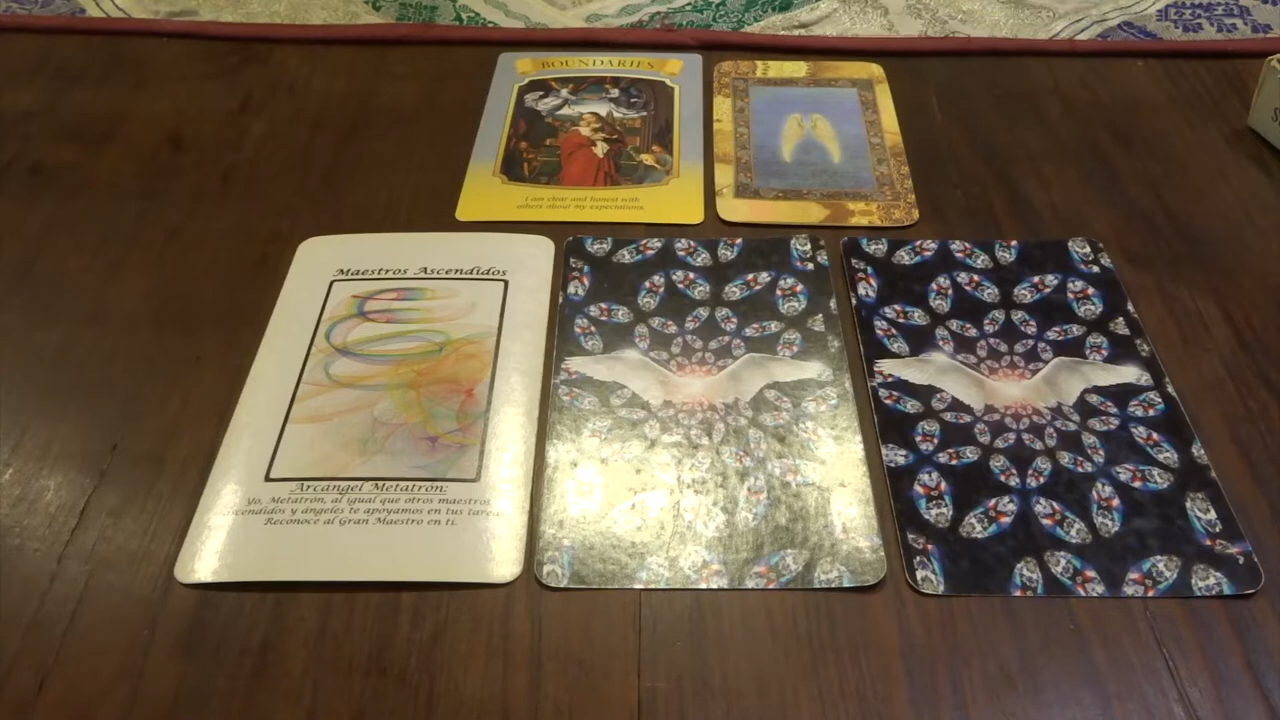 BOUNDARIES
I am clear and honest with
others about my expectations.
Maestros Ascendidos
Arcángel Metatrón:
Yo, Metatrón, al igual que otros maestros
ascendidos y ángeles te apoyamos en tus tarea
Reconoce al Gran Maestro en ti.